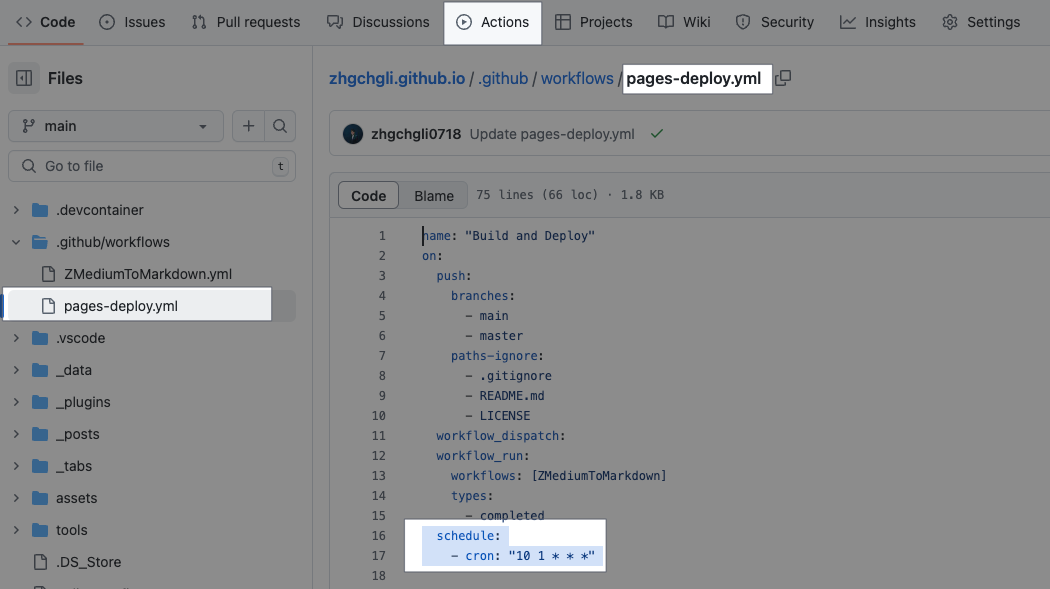 Code Issues Pull requests Discussions Actions Projects Wiki Security Insights Settings
Files
main
Go to file t
.devcontainer
.github/workflows
ZMediumToMarkdown.yml
pages-deploy.yml
.vscode
_data
_plugins
_posts
_tabs
assets
tools
.DS_Store
zhgchgli.github.io / .github / workflows / pages-deploy.yml
zhgchgli0718 Update pages-deploy.yml
Code Blame 75 lines (66 loc) · 1.8 KB
1 name: "Build and Deploy"
2 on:
3 push:
4 branches:
5 - main
6 - master
7 paths-ignore:
8 - .gitignore
9 - README.md
10 - LICENSE
11 workflow_dispatch:
12 workflow_run:
13 workflows: [ZMediumToMarkdown]
14 types:
15 - completed
16 schedule:
17 - cron: "10 1 * * *"
18